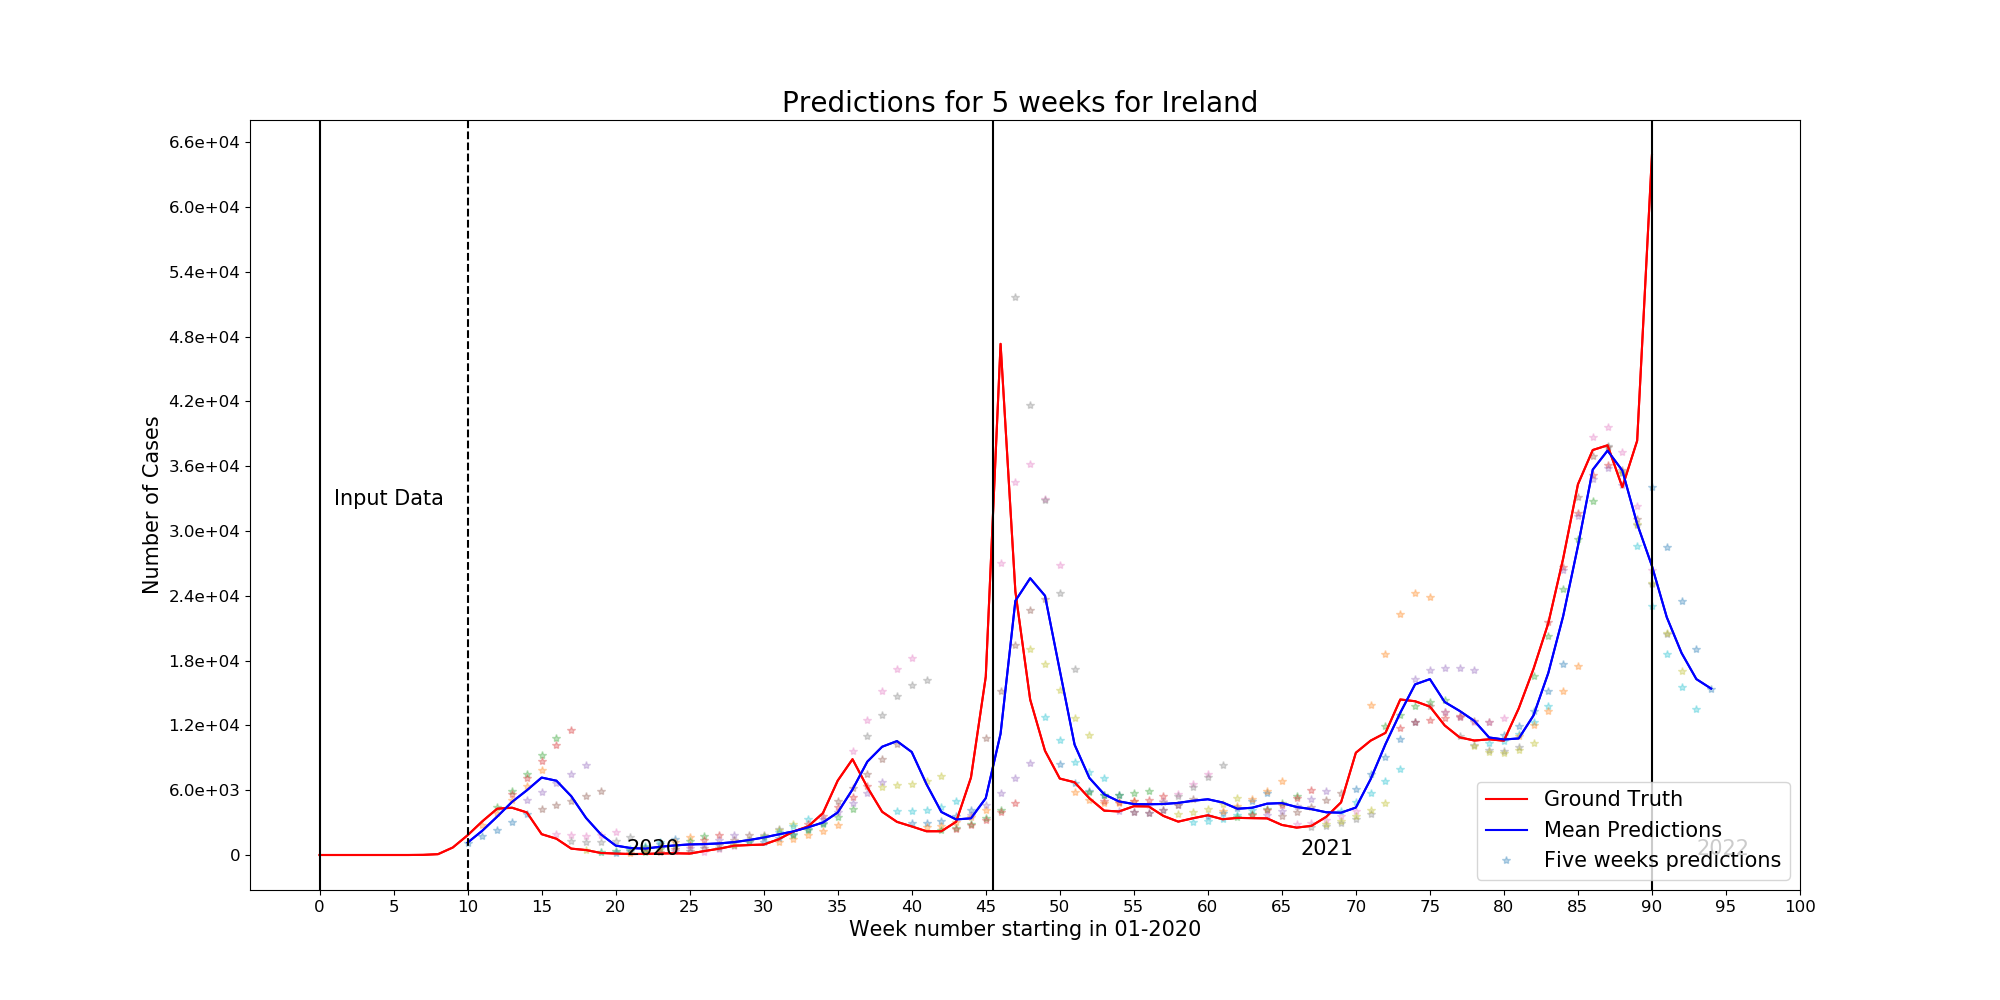 Predictions for 5 weeks for Ireland
6.6e+04
6.0e+04
5.4e+04
4.8e+04
4.2e+04
3.6e+04
3.0e+04
2.4e+04
1.8e+04
1.2e+04
6.0e+03
0
Number of Cases
Input Data
2020
2021
2022
Ground Truth
Mean Predictions
Five weeks predictions
0 5 10 15 20 25 30 35 40 45 50 55 60 65 70 75 80 85 90 95 100
Week number starting in 01-2020